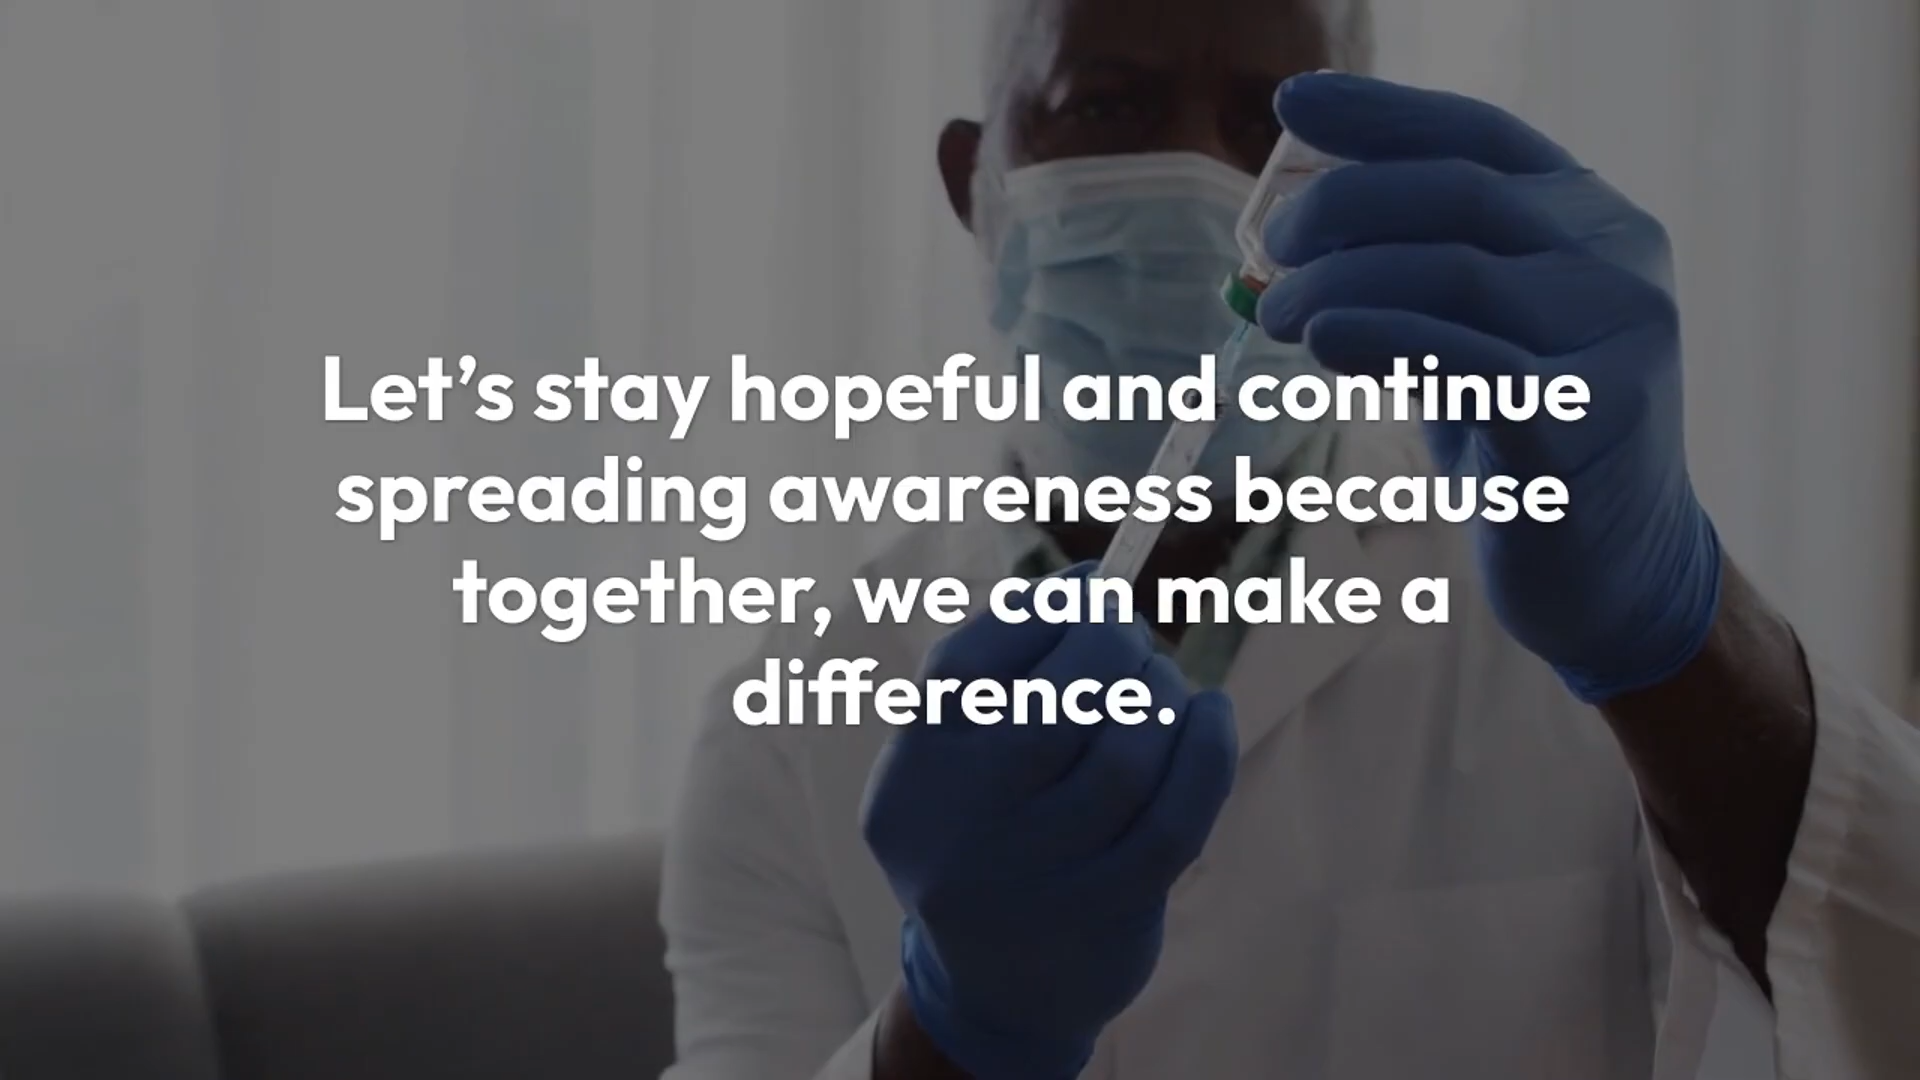 Let’s stay hopeful and continue
spreading awareness because
together, we can make a
difference.